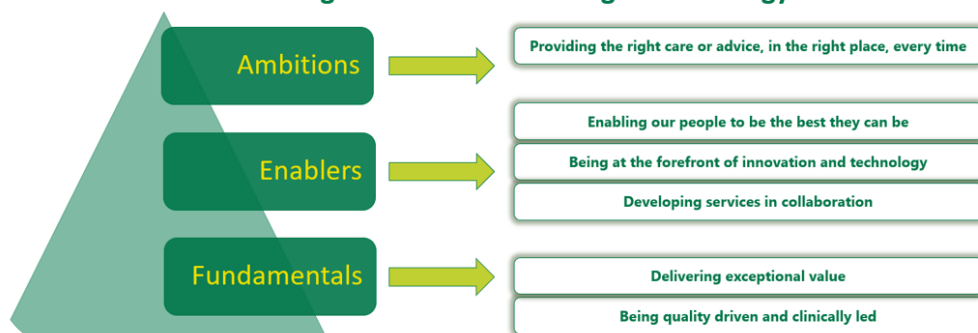 Ambitions
Providing the right care or advice, in the right place, every time
Enablers
Enabling our people to be the best they can be
Being at the forefront of innovation and technology
Developing services in collaboration
Fundamentals
Delivering exceptional value
Being quality driven and clinically led